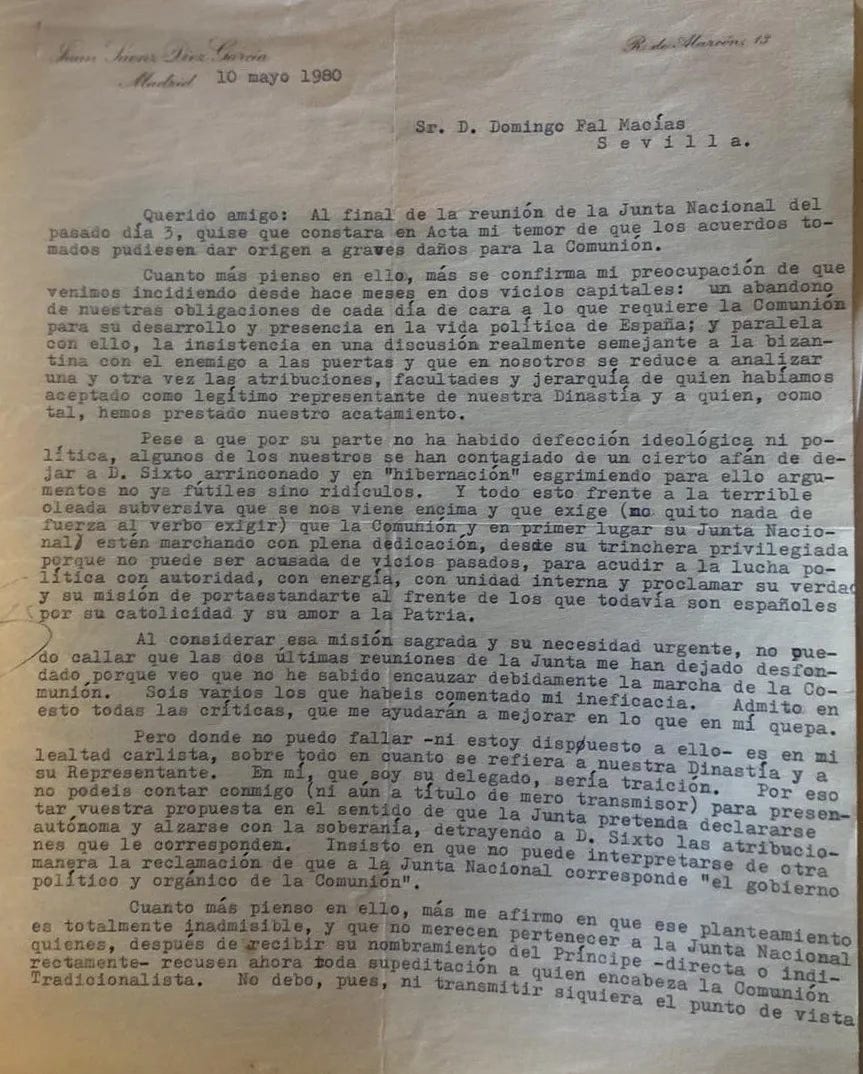 Juan Sáenz Díez García
R. de Alarcón, 13
Madrid 10 mayo 1980
Sr. D. Domingo Fal Macías
S e v i l l a.
Querido amigo: Al final de la reunión de la Junta Nacional del
pasado día 3, quise que constara en Acta mi temor de que los acuerdos to-
mados pudiesen dar origen a graves daños para la Comunión.
Cuanto más pienso en ello, más se confirma mi preocupación de que
venimos incidiendo desde hace meses en dos vicios capitales: un abandono
de nuestras obligaciones de cada día de cara a lo que requiere la Comunión
para su desarrollo y presencia en la vida política de España; y paralela
con ello, la insistencia en una discusión realmente semejante a la bizan-
tina con el enemigo a las puertas y que en nosotros se reduce a analizar
una y otra vez las atribuciones, facultades y jerarquía de quien habíamos
aceptado como legítimo representante de nuestra Dinastía y a quien, como
tal, hemos prestado nuestro acatamiento.
Pese a que por su parte no ha habido defección ideológica ni po-
lítica, algunos de los nuestros se han contagiado de un cierto afán de de-
jar a D. Sixto arrinconado y en "hibernación" esgrimiendo para ello argu-
mentos no ya fútiles sino ridículos. Y todo esto frente a la terrible
oleada subversiva que se nos viene encima y que exige (no quito nada de
fuerza al verbo exigir) que la Comunión y en primer lugar su Junta Nacio-
nal) estén marchando con plena dedicación, desde su trinchera privilegiada
porque no puede ser acusada de vicios pasados, para acudir a la lucha po-
lítica con autoridad, con energía, con unidad interna y proclamar su verdad
y su misión de portaestandarte al frente de los que todavía son españoles
por su catolicidad y su amor a la Patria.
Al considerar esa misión sagrada y su necesidad urgente, no pue-
do callar que las dos últimas reuniones de la Junta me han dejado desfon-
dado porque veo que no he sabido encauzar debidamente la marcha de la Co-
munión. Sois varios los que habeis comentado mi ineficacia. Admito en
esto todas las críticas, que me ayudarán a mejorar en lo que en mí quepa.
Pero donde no puedo fallar -ni estoy dispuesto a ello- es en mi
lealtad carlista, sobre todo en cuanto se refiera a nuestra Dinastía y a
su Representante. En mí, que soy su delegado, sería traición. Por eso
no podeis contar conmigo (ni aún a título de mero transmisor) para presen-
tar vuestra propuesta en el sentido de que la Junta pretenda declararse
autónoma y alzarse con la soberanía, detrayendo a D. Sixto las atribucio-
nes que le corresponden. Insisto en que no puede interpretarse de otra
manera la reclamación de que a la Junta Nacional corresponde "el gobierno
político y orgánico de la Comunión".
Cuanto más pienso en ello, más me afirmo en que ese planteamiento
es totalmente inadmisible, y que no merecen pertenecer a la Junta Nacional
quienes, después de recibir su nombramiento del Príncipe -directa o indi-
rectamente- recusen ahora toda supeditación a quien encabeza la Comunión
Tradicionalista. No debo, pues, ni transmitir siquiera el punto de vista